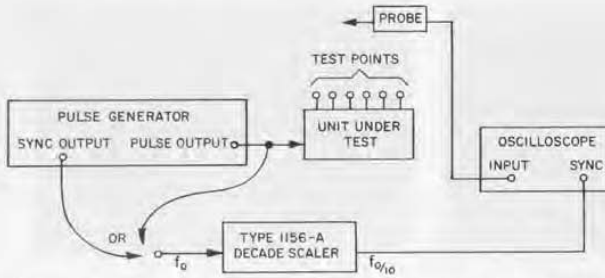 PROBE
TEST POINTS
PULSE GENERATOR
SYNC OUTPUT
PULSE OUTPUT
UNIT UNDER
TEST
OSCILLOSCOPE
INPUT
SYNC
OR
f₀
TYPE 1156-A
DECADE SCALER
f₀/10